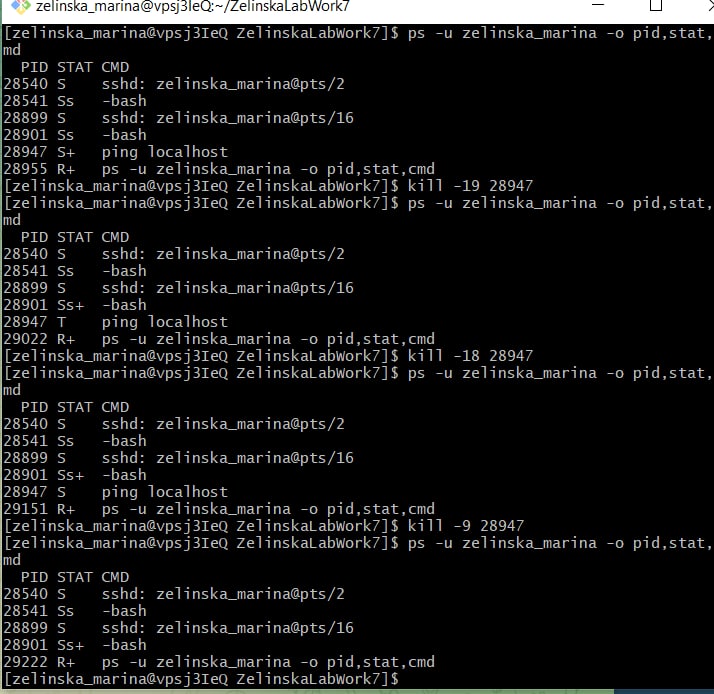 zelinska_marina@vpsj3IeQ:~/ZelinskaLabWork7
[zelinska_marina@vpsj3IeQ ZelinskaLabWork7]$ ps -u zelinska_marina -o pid,stat,
md
  PID STAT CMD
28540 S    sshd: zelinska_marina@pts/2
28541 Ss   -bash
28899 S    sshd: zelinska_marina@pts/16
28901 Ss   -bash
28947 S+   ping localhost
28955 R+   ps -u zelinska_marina -o pid,stat,cmd
[zelinska_marina@vpsj3IeQ ZelinskaLabWork7]$ kill -19 28947
[zelinska_marina@vpsj3IeQ ZelinskaLabWork7]$ ps -u zelinska_marina -o pid,stat,
md
  PID STAT CMD
28540 S    sshd: zelinska_marina@pts/2
28541 Ss   -bash
28899 S    sshd: zelinska_marina@pts/16
28901 Ss+  -bash
28947 T    ping localhost
29022 R+   ps -u zelinska_marina -o pid,stat,cmd
[zelinska_marina@vpsj3IeQ ZelinskaLabWork7]$ kill -18 28947
[zelinska_marina@vpsj3IeQ ZelinskaLabWork7]$ ps -u zelinska_marina -o pid,stat,
md
  PID STAT CMD
28540 S    sshd: zelinska_marina@pts/2
28541 Ss   -bash
28899 S    sshd: zelinska_marina@pts/16
28901 Ss+  -bash
28947 S    ping localhost
29151 R+   ps -u zelinska_marina -o pid,stat,cmd
[zelinska_marina@vpsj3IeQ ZelinskaLabWork7]$ kill -9 28947
[zelinska_marina@vpsj3IeQ ZelinskaLabWork7]$ ps -u zelinska_marina -o pid,stat,
md
  PID STAT CMD
28540 S    sshd: zelinska_marina@pts/2
28541 Ss   -bash
28899 S    sshd: zelinska_marina@pts/16
28901 Ss+  -bash
29222 R+   ps -u zelinska_marina -o pid,stat,cmd
[zelinska_marina@vpsj3IeQ ZelinskaLabWork7]$